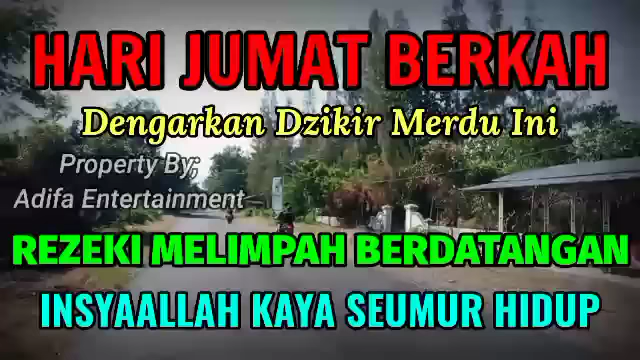 HARI JUMAT BERKAH
Dengarkan Dzikir Merdu Ini
Property By;
Adifa Entertainment
REZEKI MELIMPAH BERDATANGAN
INSYAALLAH KAYA SEUMUR HIDUP